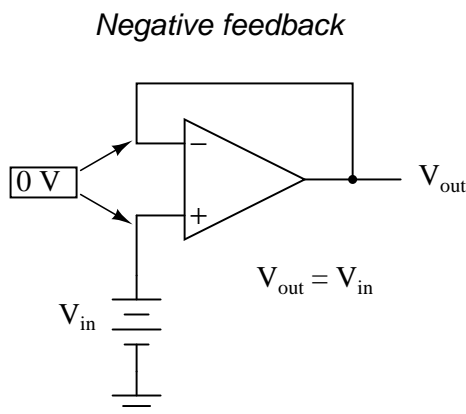 Negative feedback
−
0 V
+
V_out
V_out = V_in
V_in